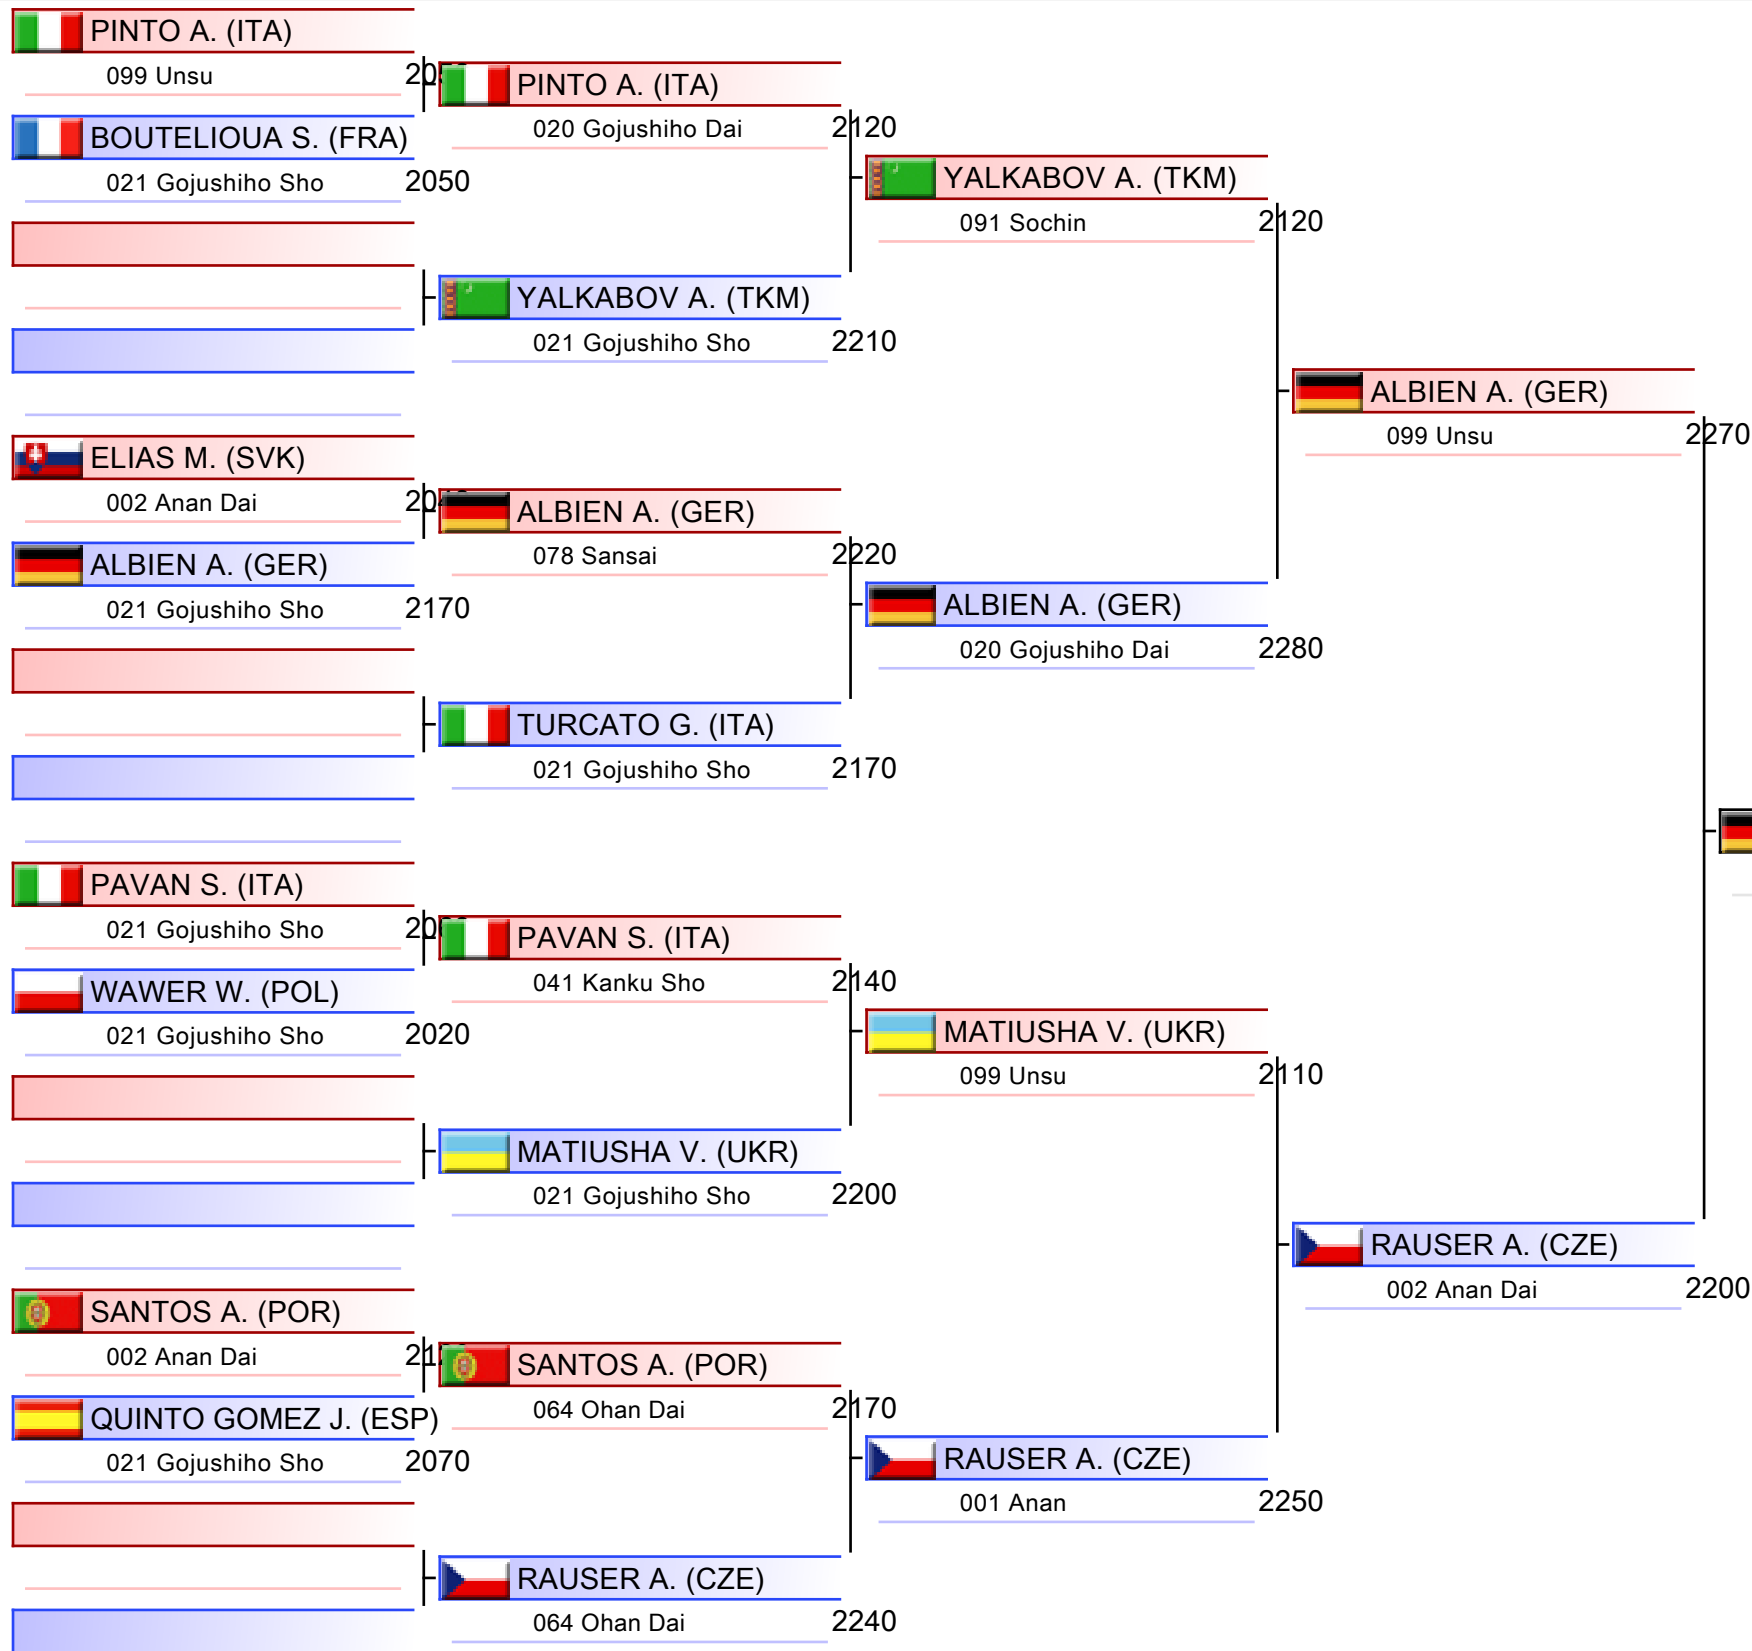 PINTO A. (ITA)
099 Unsu
BOUTELIOUA S. (FRA)
021 Gojushiho Sho 2050
ELIAS M. (SVK)
002 Anan Dai
ALBIEN A. (GER)
021 Gojushiho Sho 2170
PAVAN S. (ITA)
021 Gojushiho Sho
WAWER W. (POL)
021 Gojushiho Sho 2020
SANTOS A. (POR)
002 Anan Dai
QUINTO GOMEZ J. (ESP)
021 Gojushiho Sho 2070
PINTO A. (ITA)
020 Gojushiho Dai 2120
YALKABOV A. (TKM)
021 Gojushiho Sho 2210
ALBIEN A. (GER)
078 Sansai 2220
TURCATO G. (ITA)
021 Gojushiho Sho 2170
PAVAN S. (ITA)
041 Kanku Sho 2140
MATIUSHA V. (UKR)
021 Gojushiho Sho 2200
SANTOS A. (POR)
064 Ohan Dai 2170
RAUSER A. (CZE)
064 Ohan Dai 2240
YALKABOV A. (TKM)
091 Sochin 2120
ALBIEN A. (GER)
020 Gojushiho Dai 2280
MATIUSHA V. (UKR)
099 Unsu 2110
RAUSER A. (CZE)
001 Anan 2250
ALBIEN A. (GER)
099 Unsu 2270
RAUSER A. (CZE)
002 Anan Dai 2200